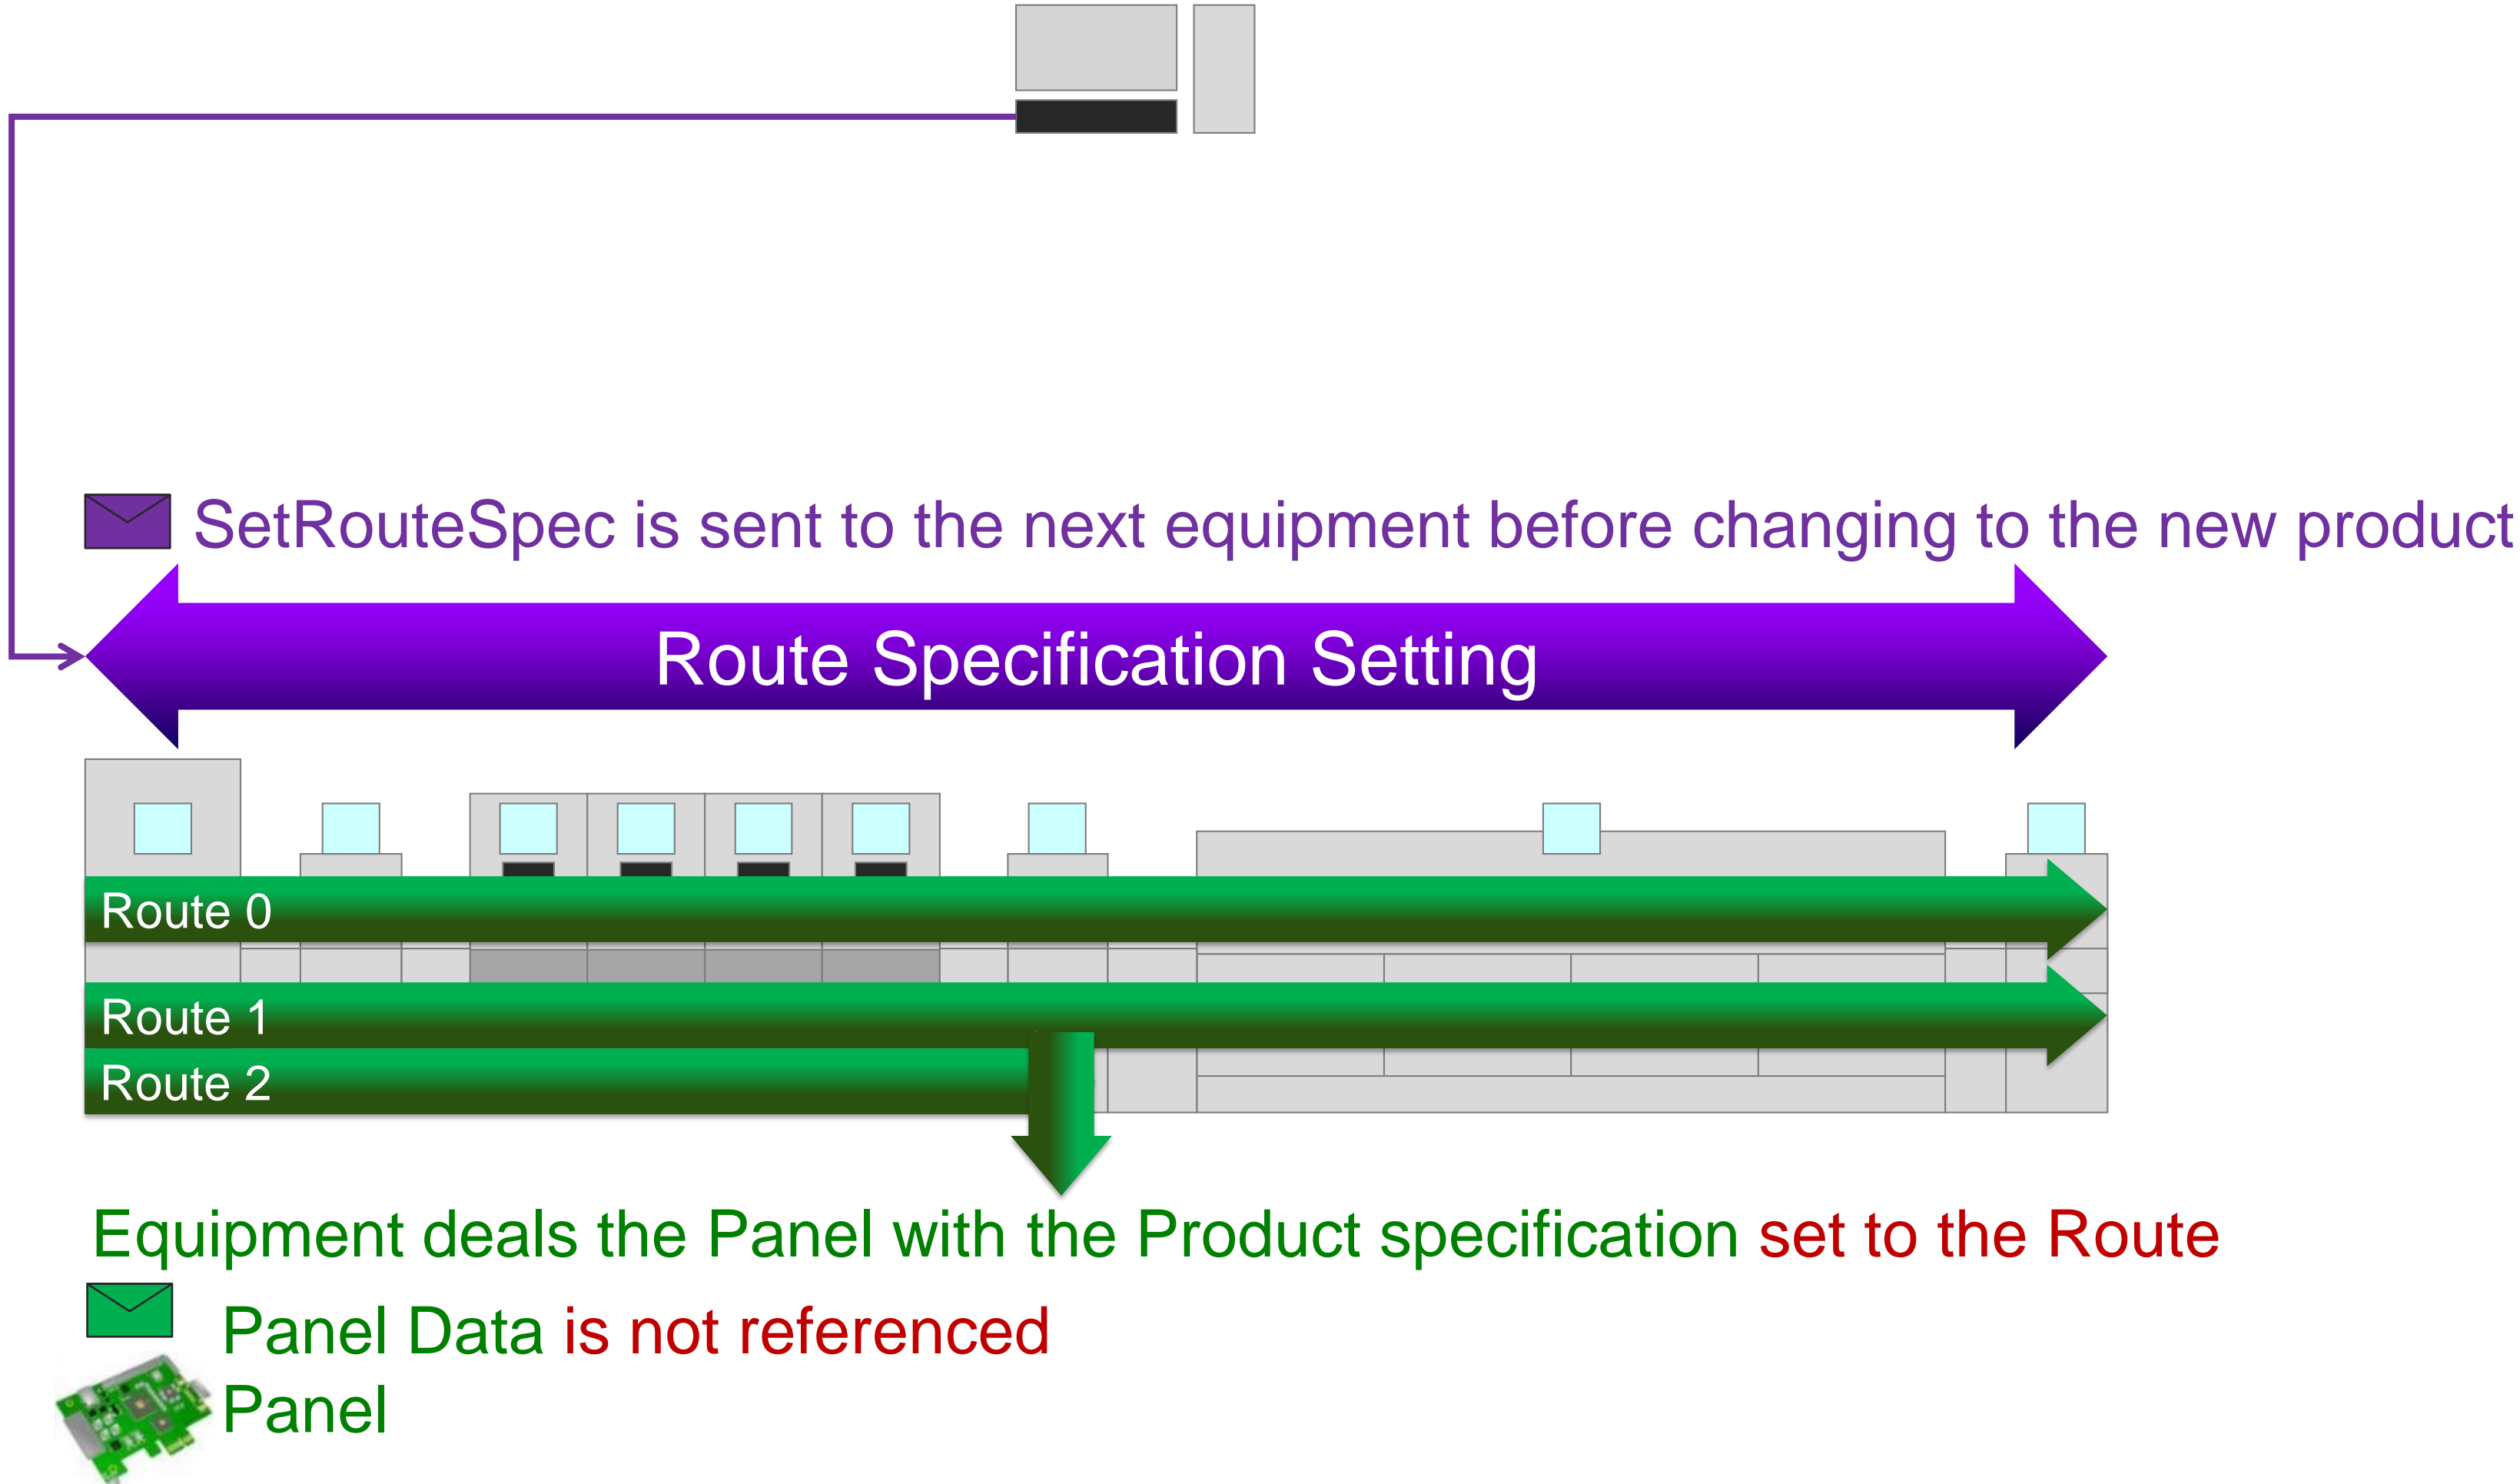 SetRouteSpec is sent to the next equipment before changing to the new product
Route Specification Setting
Route 0
Route 1
Route 2
Equipment deals the Panel with the Product specification set to the Route
Panel Data is not referenced
Panel